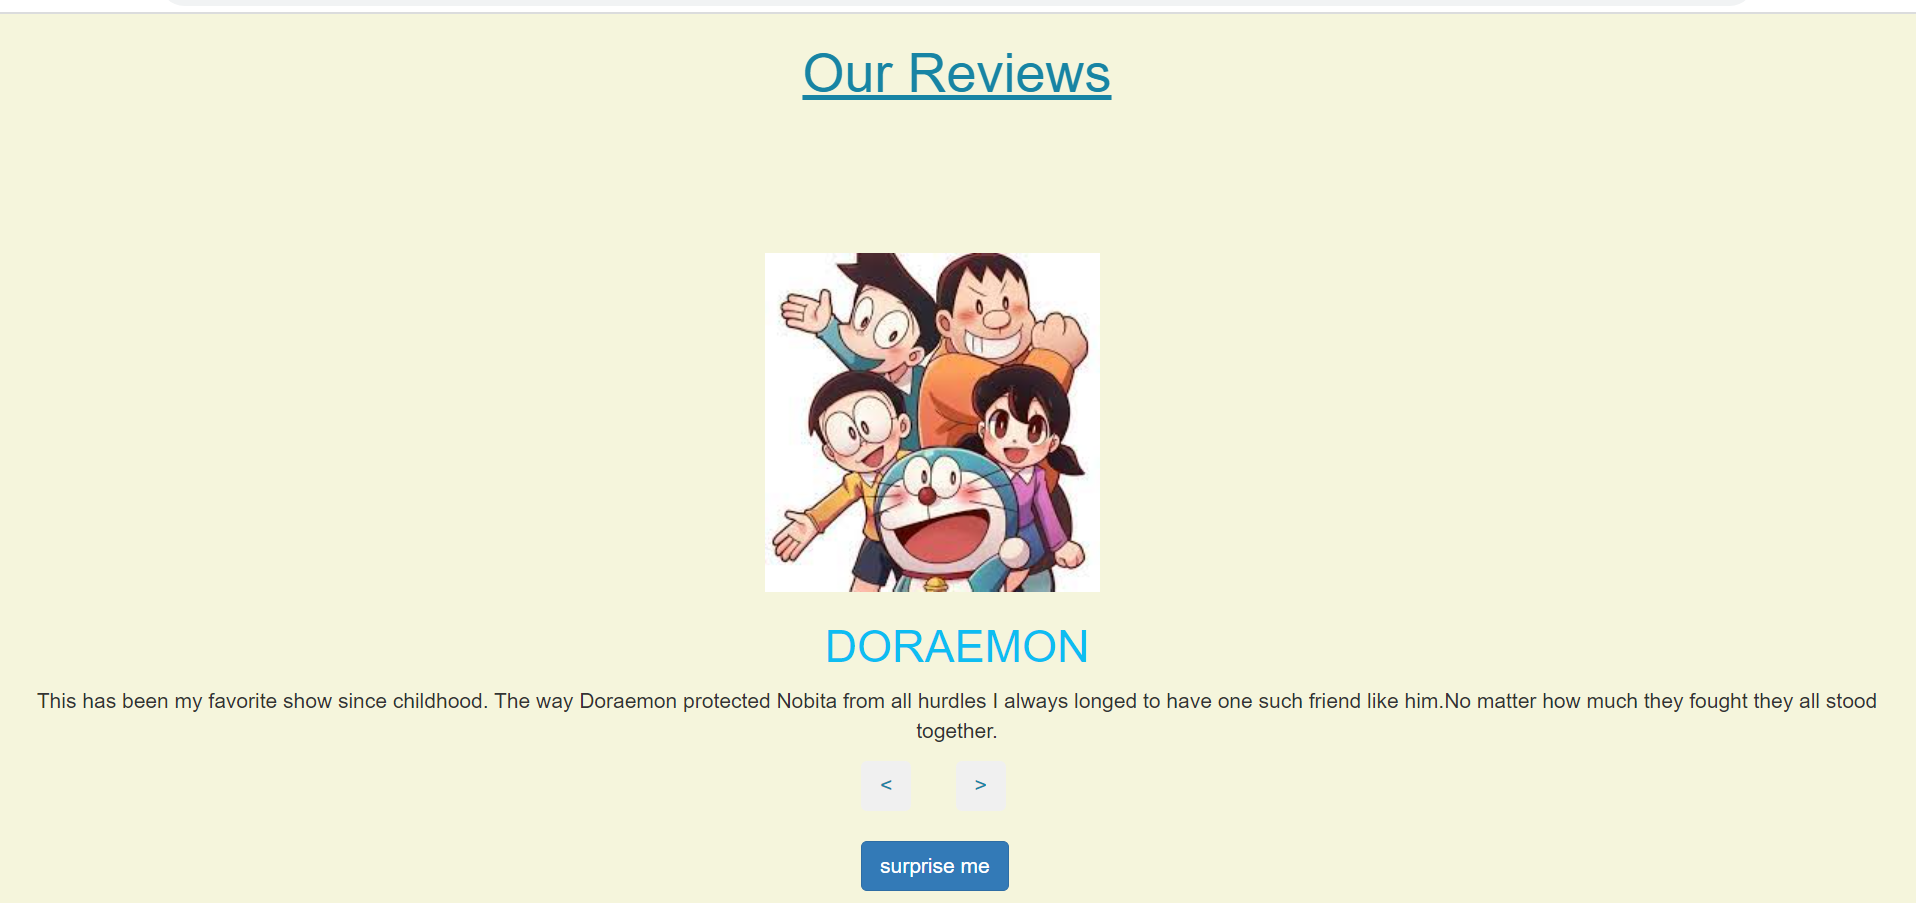 Our Reviews
DORAEMON
This has been my favorite show since childhood. The way Doraemon protected Nobita from all hurdles I always longed to have one such friend like him.No matter how much they fought they all stood
together.
< >
surprise me